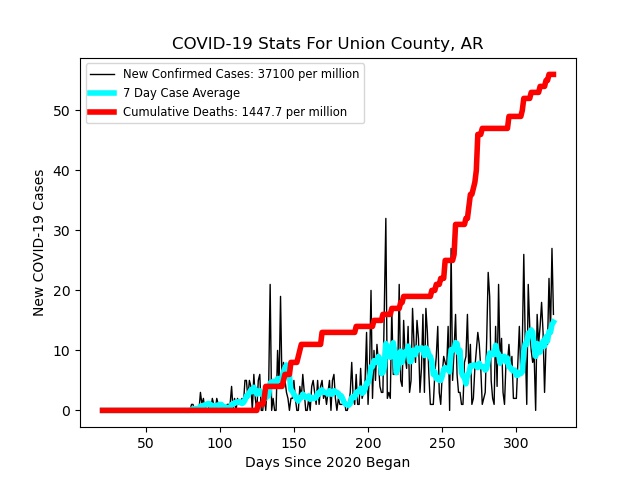 COVID-19 Stats For Union County, AR
New Confirmed Cases: 37100 per million
7 Day Case Average
Cumulative Deaths: 1447.7 per million
New COVID-19 Cases
50
40
30
20
10
0
50 100 150 200 250 300
Days Since 2020 Began